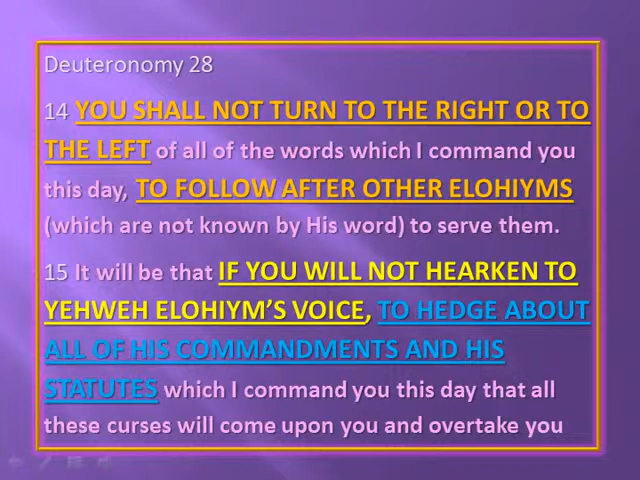 Deuteronomy 28
14 YOU SHALL NOT TURN TO THE RIGHT OR TO
THE LEFT of all of the words which I command you
this day, TO FOLLOW AFTER OTHER ELOHIYMS
(which are not known by His word) to serve them.
15 It will be that IF YOU WILL NOT HEARKEN TO
YEHWEH ELOHIYM’S VOICE, TO HEDGE ABOUT
ALL OF HIS COMMANDMENTS AND HIS
STATUTES which I command you this day that all
these curses will come upon you and overtake you